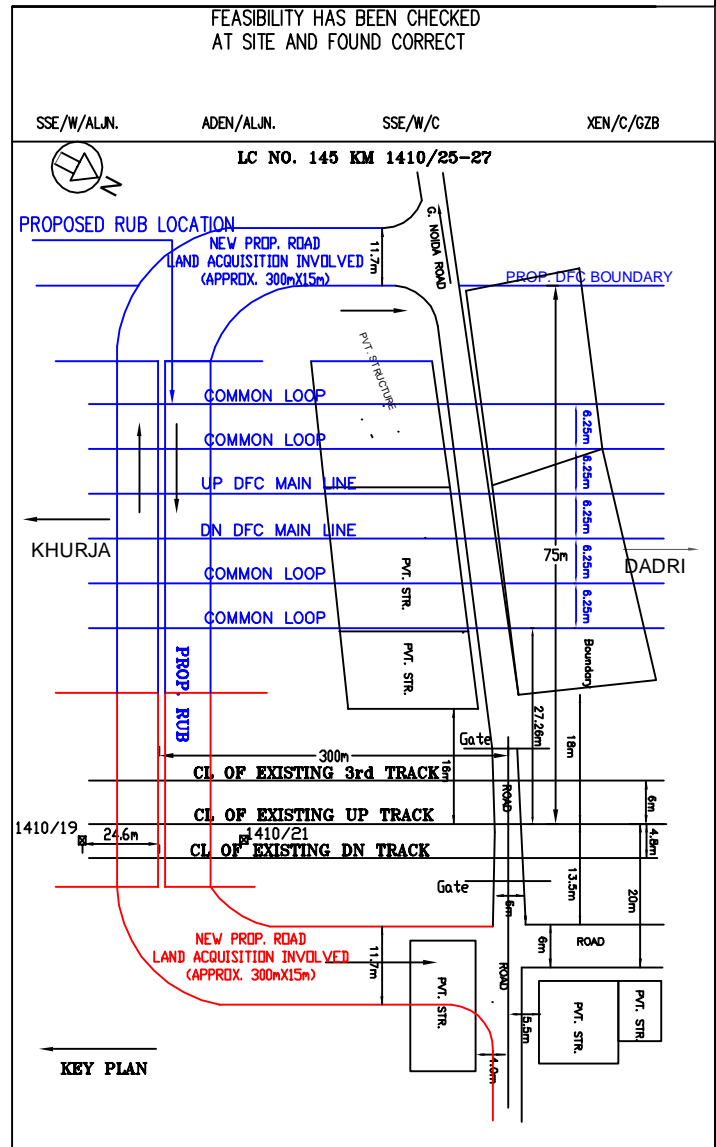 FEASIBILITY HAS BEEN CHECKED
AT SITE AND FOUND CORRECT
SSE/W/ALJN.
ADEN/ALJN.
SSE/W/C
XEN/C/GZB
LC NO. 145 KM 1410/25-27
N
PROPOSED RUB LOCATION
NEW PROP. ROAD
LAND ACQUISITION INVOLVED
(APPROX. 300mX15m)
11.7m
G. NOIDA ROAD
PROP. DFC BOUNDARY
PVT. STRUCTURE
COMMON LOOP
6.25m
COMMON LOOP
6.25m
UP DFC MAIN LINE
6.25m
DN DFC MAIN LINE
6.25m
COMMON LOOP
6.25m
COMMON LOOP
KHURJA
DADRI
75m
PVT. STR.
PVT. STR.
Boundary
PROP. RUB
27.26m
18m
Gate
300m
16m
CL OF EXISTING 3rd TRACK
ROAD
6m
CL OF EXISTING UP TRACK
1410/19
24.6m
1410/21
4.8m
CL OF EXISTING DN TRACK
13.5m
20m
Gate
6m
NEW PROP. ROAD
LAND ACQUISITION INVOLVED
(APPROX. 300mX15m)
11.7m
6m
ROAD
ROAD
PVT. STR.
5.5m
PVT. STR.
PVT. STR.
4.0m
KEY PLAN